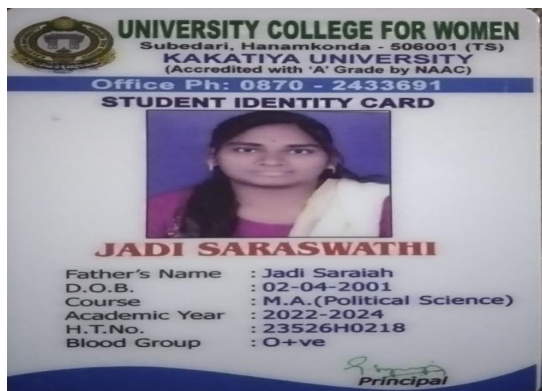 UNIVERSITY COLLEGE FOR WOMEN
Subedari, Hanamkonda - 506001 (TS)
KAKATIYA UNIVERSITY
(Accredited with 'A' Grade by NAAC)
Office Ph: 0870 - 2433691
STUDENT IDENTITY CARD
JADI SARASWATHI
Father's Name : Jadi Saraiah
D.O.B. : 02-04-2001
Course : M.A.(Political Science)
Academic Year : 2022-2024
H.T.No. : 23526H0218
Blood Group : O+ve
Principal